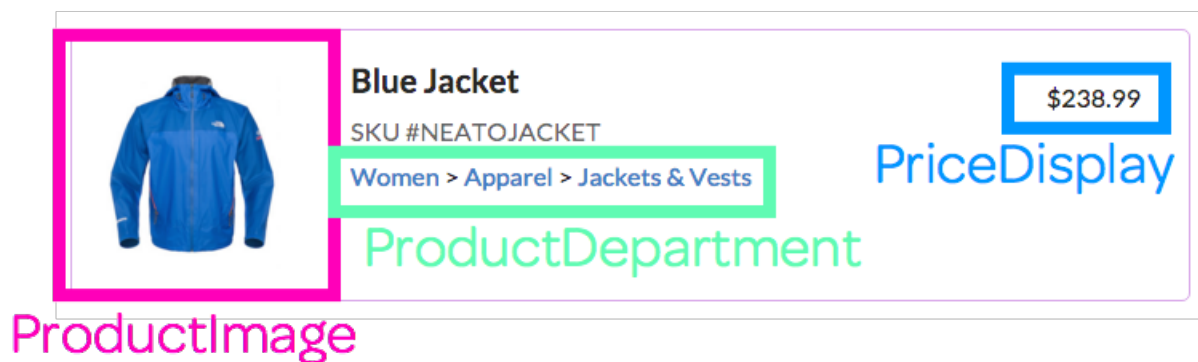 Blue Jacket
$238.99
SKU #NEATOJACKET
PriceDisplay
Women > Apparel > Jackets & Vests
ProductDepartment
ProductImage